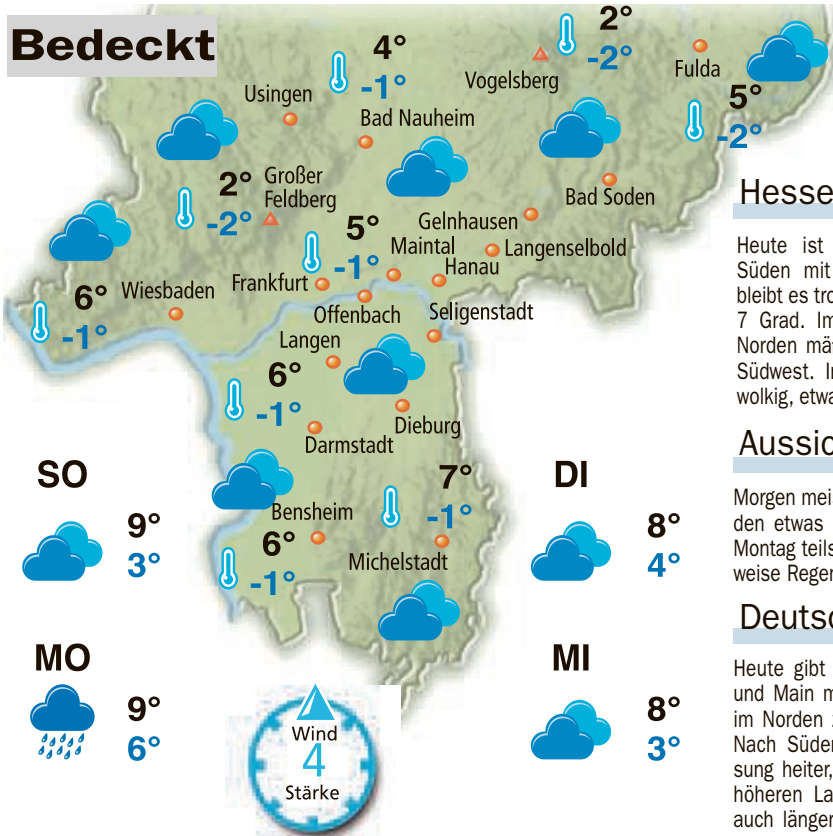 Bedeckt
4°
-1°
2°
-2°
Vogelsberg
Fulda
5°
-2°
Usingen
Bad Nauheim
2°
-2°
Großer
Feldberg
Bad Soden
Gelnhausen
5°
-1°
Maintal
Langenselbold
Hanau
Frankfurt
6°
-1°
Wiesbaden
Offenbach
Seligenstadt
Langen
6°
-1°
Dieburg
Darmstadt
7°
-1°
Bensheim
6°
-1°
Michelstadt
SO
9°
3°
DI
8°
4°
MO
9°
6°
MI
8°
3°
Wind
4
Stärke
Hesse
Heute ist
Süden mit
bleibt es tro
7 Grad. Im
Norden mä
Südwest. In
wolkig, etwa
Aussic
Morgen mei
den etwas
Montag teils
weise Regen
Deutsc
Heute gibt
und Main m
im Norden
Nach Süden
sung heiter,
höheren La
auch länger